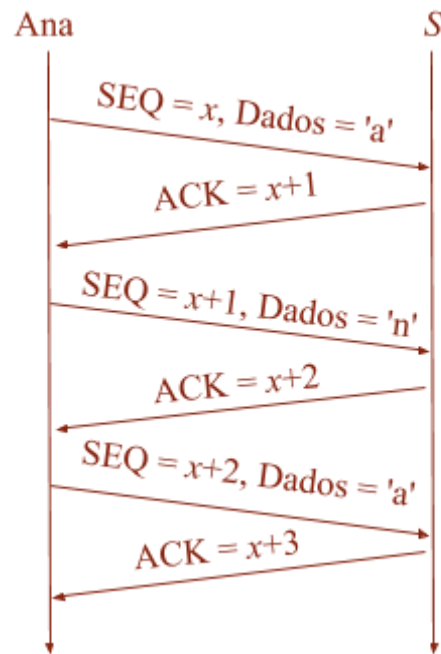 Ana S
SEQ = x, Dados = 'a'
ACK = x+1
SEQ = x+1, Dados = 'n'
ACK = x+2
SEQ = x+2, Dados = 'a'
ACK = x+3